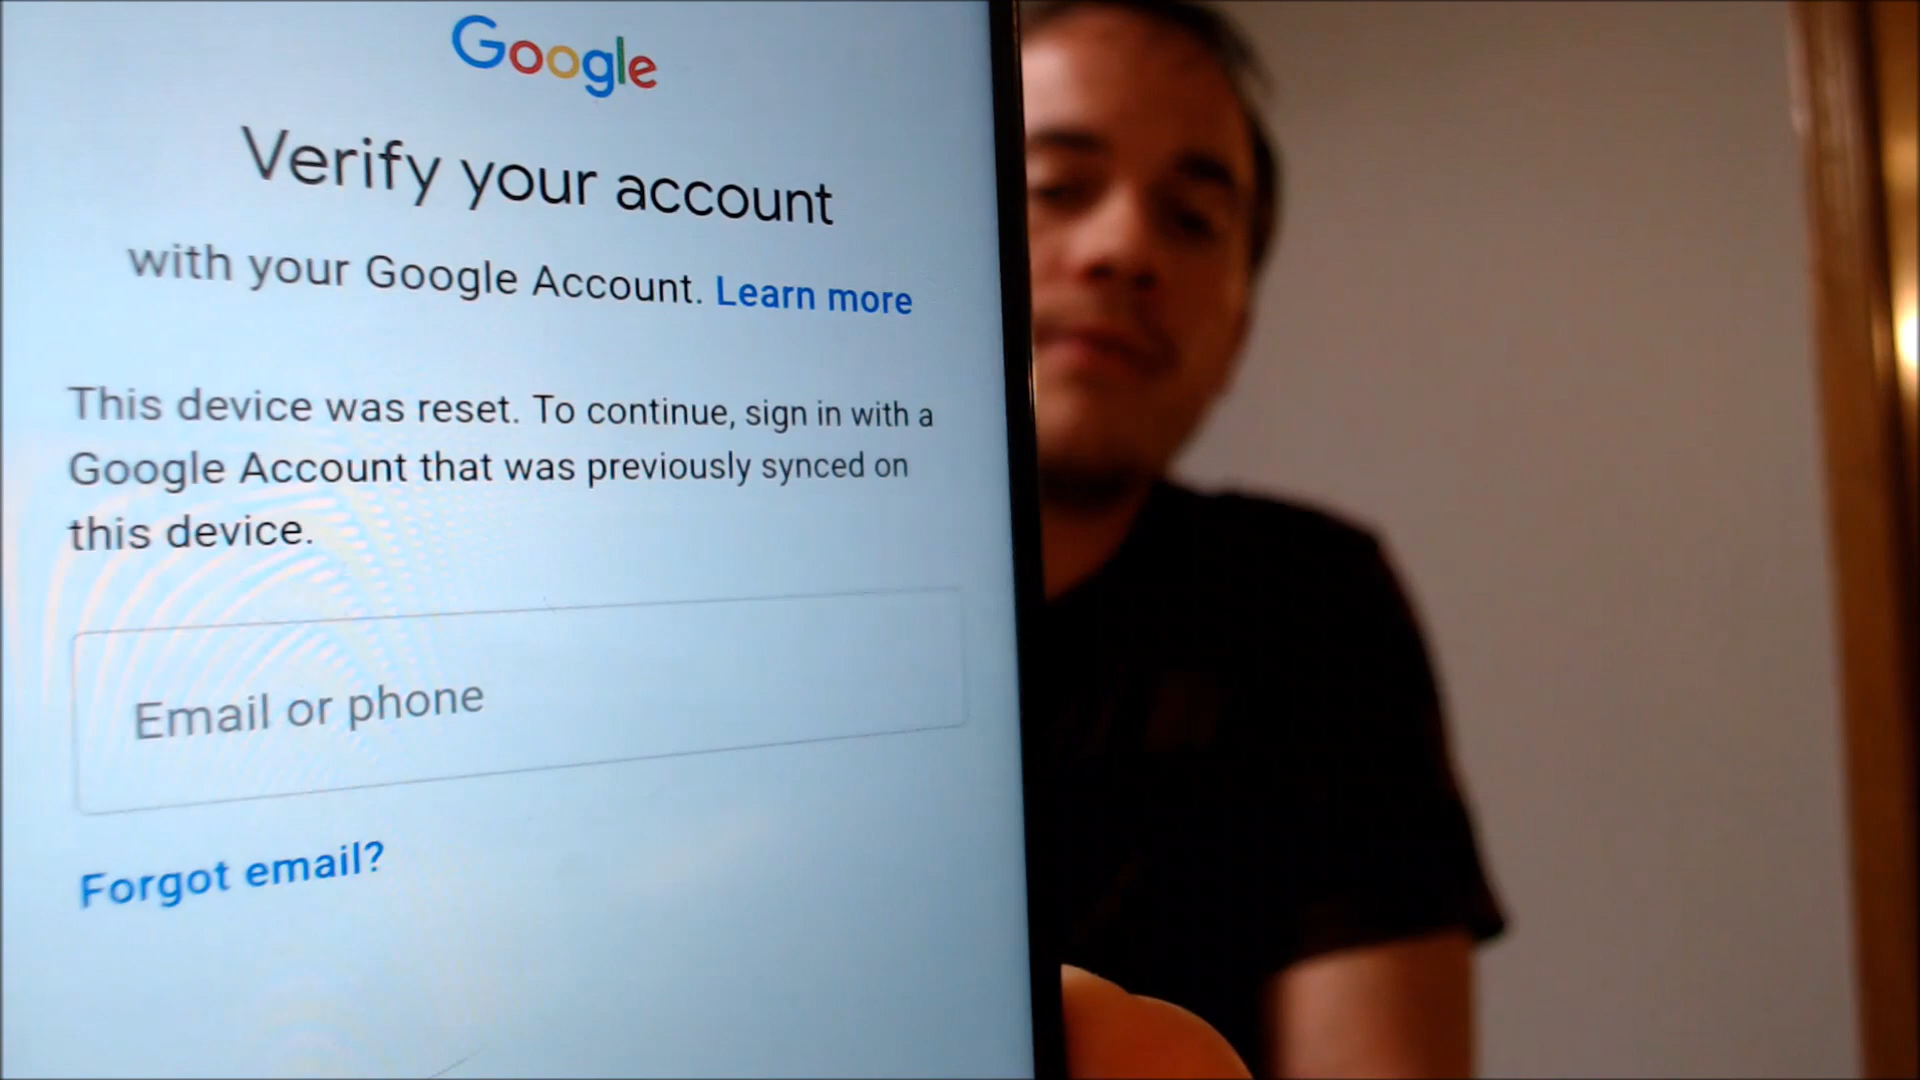 Google
Verify your account
with your Google Account. Learn more
This device was reset. To continue, sign in with a
Google Account that was previously synced on
this device.
Email or phone
Forgot email?